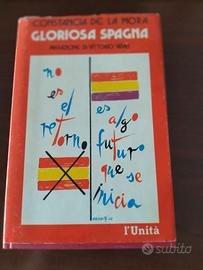 CONSTANCIA DE LA MORA
GLORIOSA SPAGNA
PREFAZIONE DI VITTORIO VIDALI
no
es
el
retorno
es algo
futuro
que se
inicia
l'Unità
subito